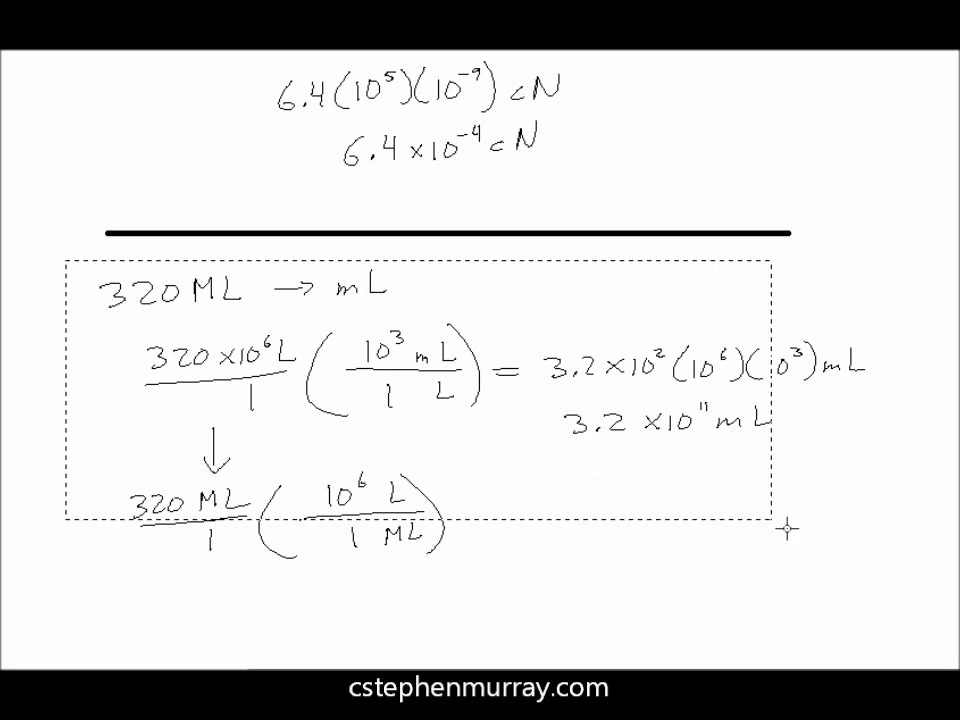 6.4(10⁵)(10⁻⁹) cN
6.4 × 10⁻⁴ cN
320 ML → mL
320 × 10⁶ L / 1 ( 10³ mL / 1 L ) = 3.2 × 10² (10⁶)(10³) mL
3.2 × 10¹¹ mL
↓
320 ML / 1 ( 10⁶ L / 1 ML )
cstephenmurray.com